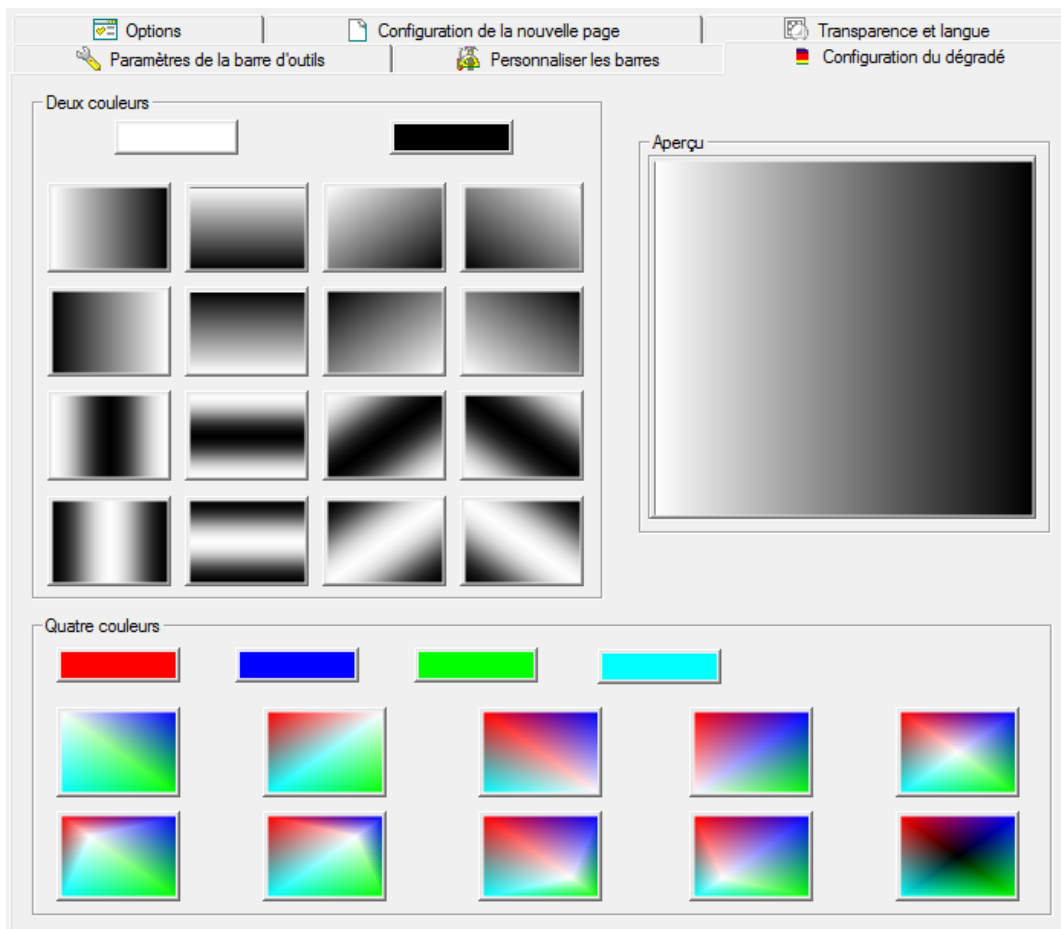 Options
Configuration de la nouvelle page
Transparence et langue
Paramètres de la barre d'outils
Personnaliser les barres
Configuration du dégradé
Deux couleurs
Aperçu
Quatre couleurs